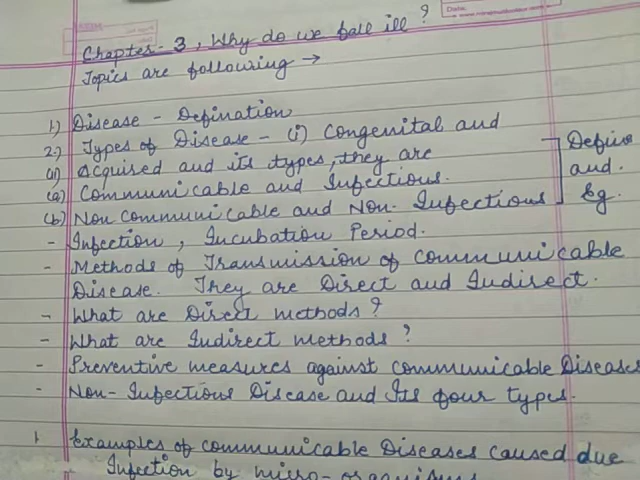 Date:
Chapter- 3, Why do we fall ill?
Topics are following →
1.) Disease - Defination
2.) Types of Disease - (i) Congenital and
(ii) Acquired and its types, they are
(a) Communicable and Infectious.
(b) Non communicable and Non- Infectious
Define
and.
Eg.
- Infection, Incubation Period.
- Methods of Transmission of communicable
Disease. They are Direct and Indirect.
- What are Direct methods?
- What are Indirect methods?
- Preventive measures against communicable Diseases
- Non- Infectious Disease and Its four types.
1 Examples of communicable Diseases caused due
Infection by micro-organisms